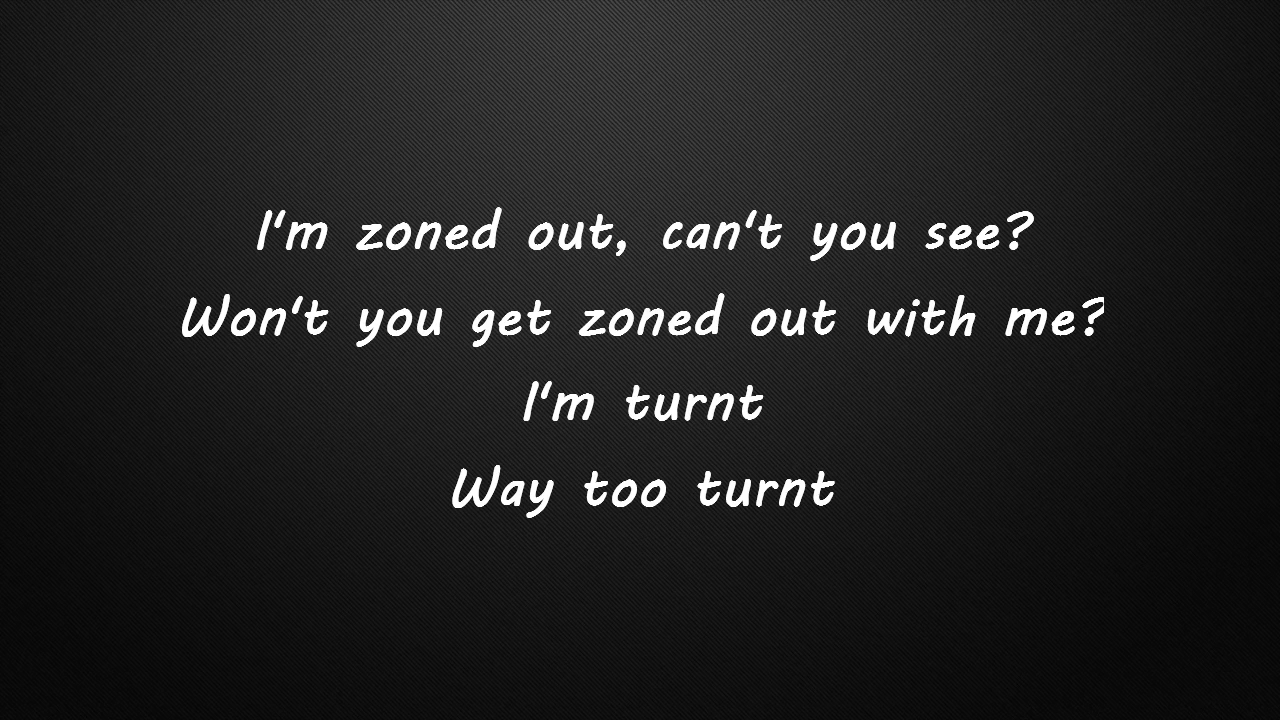 I'm zoned out, can't you see?
Won't you get zoned out with me?
I'm turnt
Way too turnt